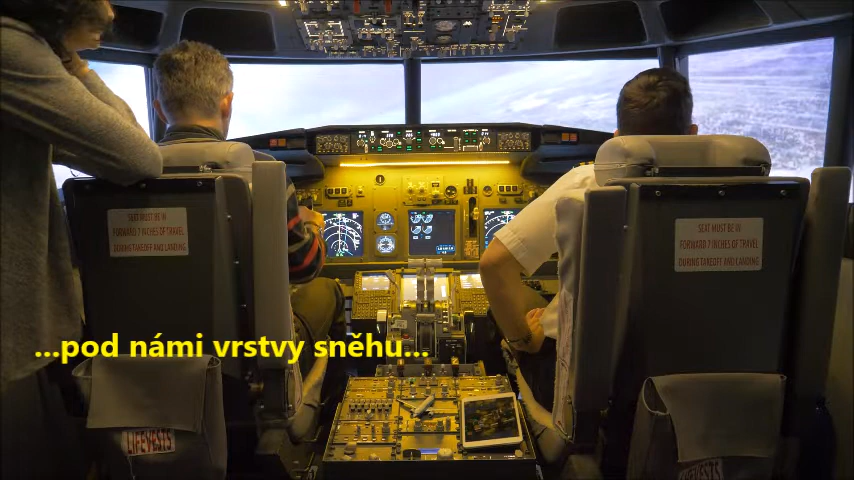 SEAT MUST BE IN
FORWARD 7 INCHES OF TRAVEL
DURING TAKEOFF AND LANDING
SEAT MUST BE IN
FORWARD 7 INCHES OF TRAVEL
DURING TAKEOFF AND LANDING
...pod námi vrstvy sněhu...
LIFEVESTS
LIFEVESTS